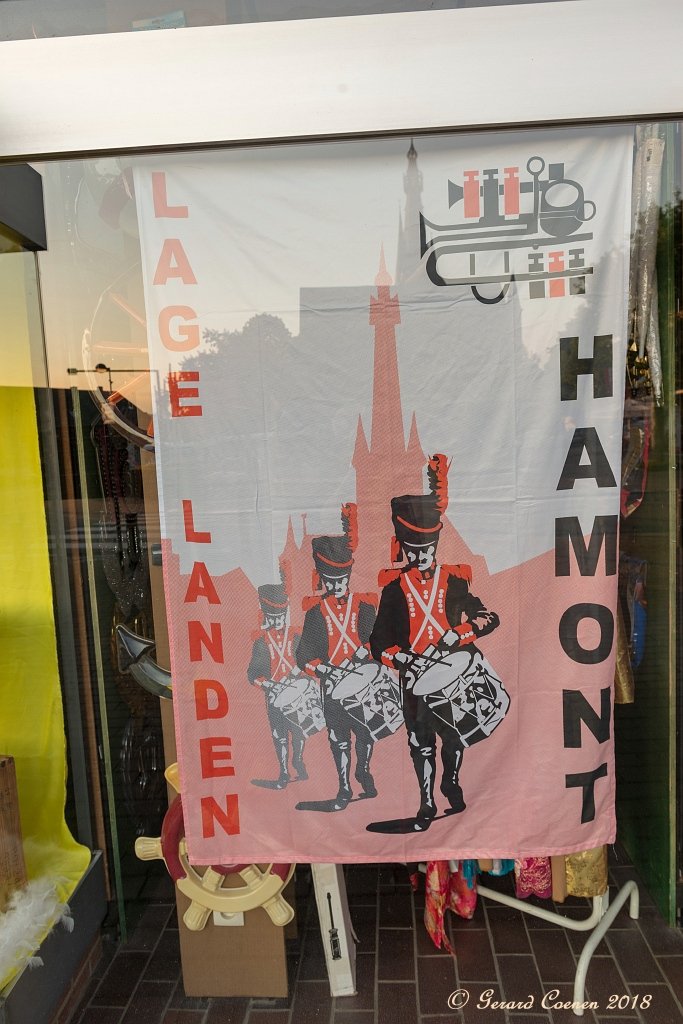 LAGE LANDEN
HAMONT
© Gerard Coenen 2018